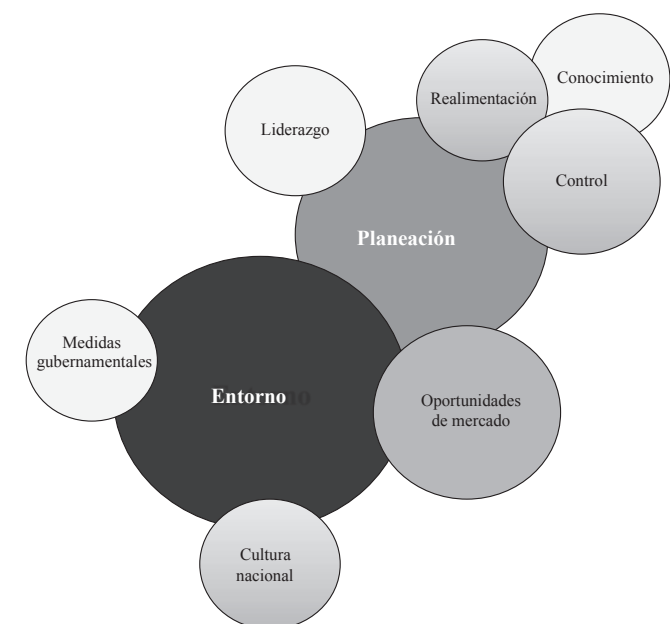 Conocimiento
Realimentación
Liderazgo
Control
Planeación
Medidas
gubernamentales
Entorno
Oportunidades
de mercado
Cultura
nacional